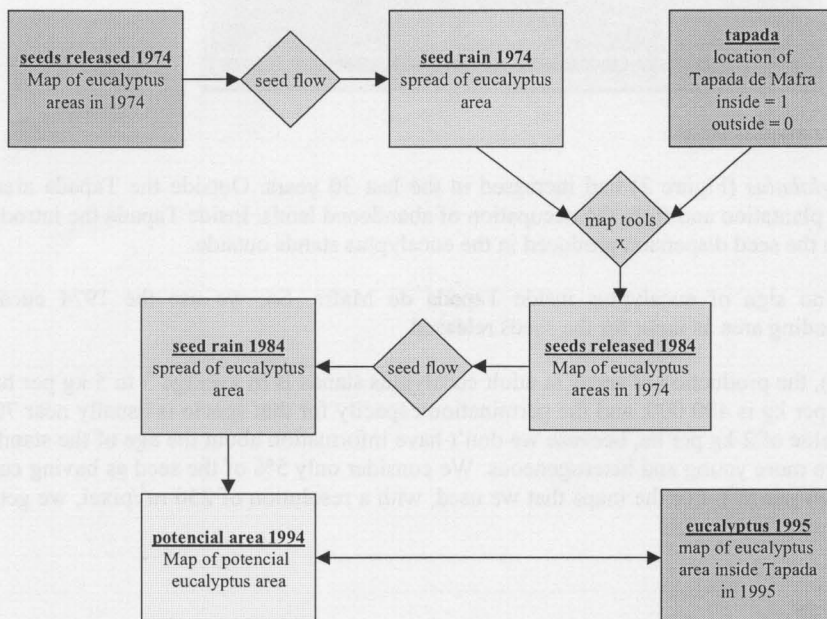 seeds released 1974
Map of eucalyptus
areas in 1974
seed flow
seed rain 1974
spread of eucalyptus
area
tapada
location of
Tapada de Mafra
inside = 1
outside = 0
map tools
x
seeds released 1984
Map of eucalyptus
areas in 1974
seed flow
seed rain 1984
spread of eucalyptus
area
potencial area 1994
Map of potencial
eucalyptus area
eucalyptus 1995
map of eucalyptus
area inside Tapada
in 1995